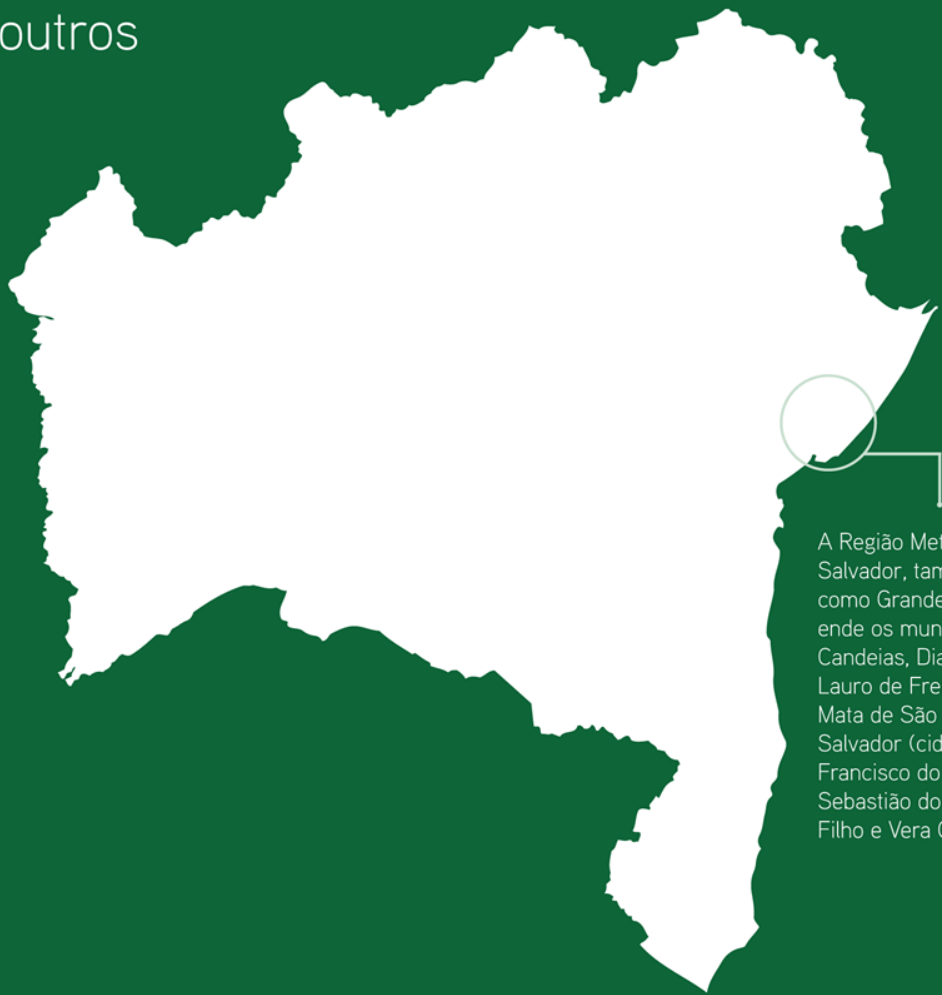 outros
A Região Met
Salvador, tam
como Grande
ende os mun
Candeias, Dia
Lauro de Fre
Mata de São
Salvador (cid
Francisco do
Sebastião do
Filho e Vera